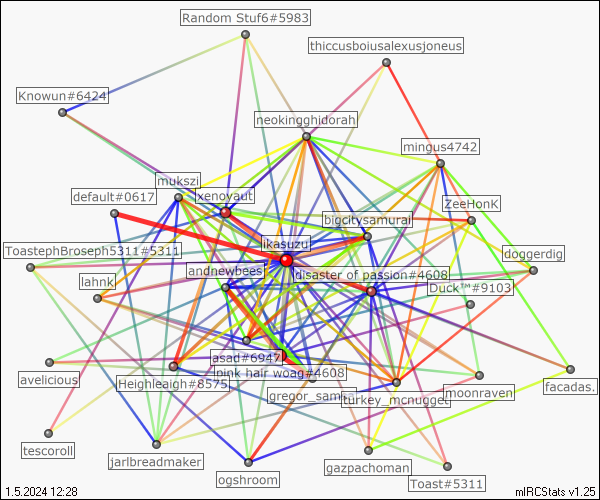 Random Stuf6#5983
thiccusboiusalexusjoneus
Knowun#6424
neokingghidorah
mingus4742
mukszi
default#0617
xenoyaut
ZeeHonK
bigcitysamurai
likasuzu
ToastephBroseph5311#5311
doggerdig
andnewbees
disaster of passion#4608
lahnk
Duck™#9103
asad#6947
pink hair woag#4608
avelicious
Heighleaigh#8575
facadas.
moonraven
turkey_mcnugget
tescoroll
jarlbreadmaker
gazpachoman
Toast#5311
ogshroom
1.5.2024 12:28
mIRCStats v1.25